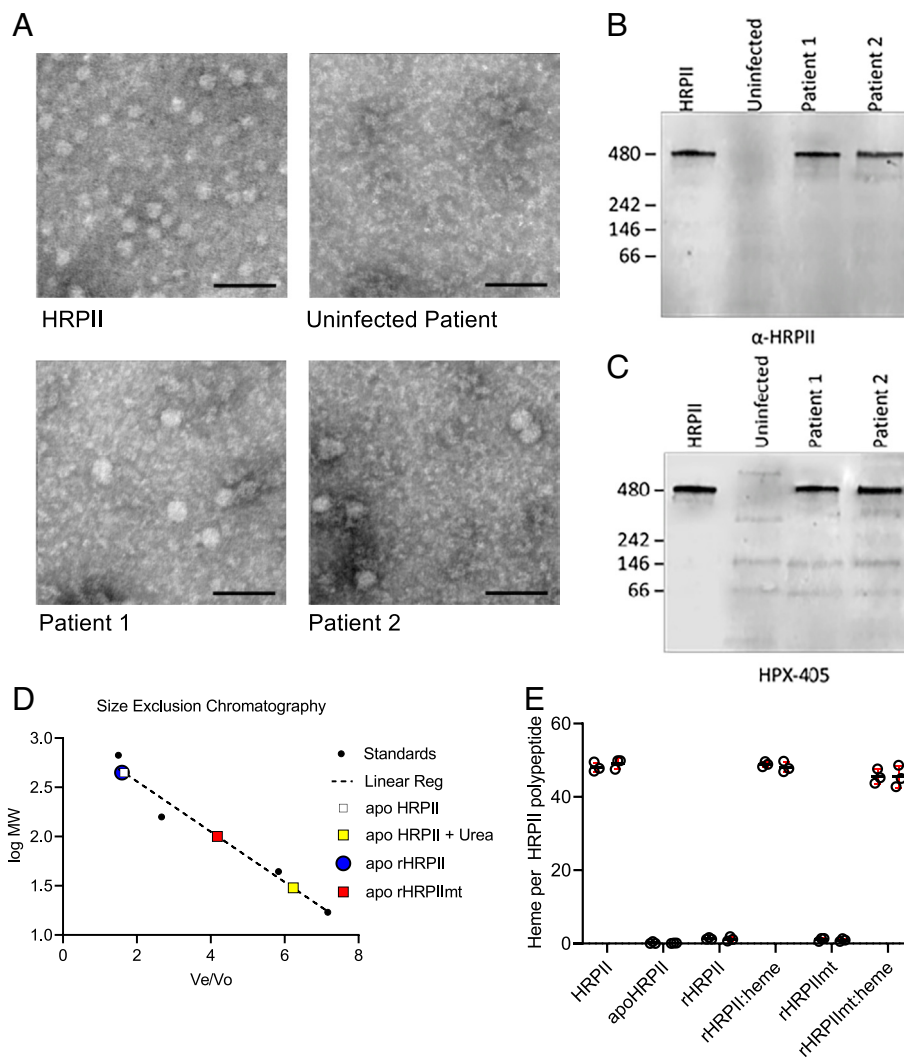 A
HRPII
Uninfected Patient
Patient 1
Patient 2
B
HRPII
Uninfected
Patient 1
Patient 2
480
242
146
66
α-HRPII
C
HRPII
Uninfected
Patient 1
Patient 2
480
242
146
66
HPX-405
D
Size Exclusion Chromatography
log MW
3.0
2.5
2.0
1.5
1.0
0 2 4 6 8
Ve/Vo
Standards
Linear Reg
apo HRPII
apo HRPII + Urea
apo rHRPII
apo rHRPIImt
E
Heme per HRPII polypeptide
60
40
20
0
HRPII
apoHRPII
rHRPII
rHRPII:heme
rHRPIImt
rHRPIImt:heme